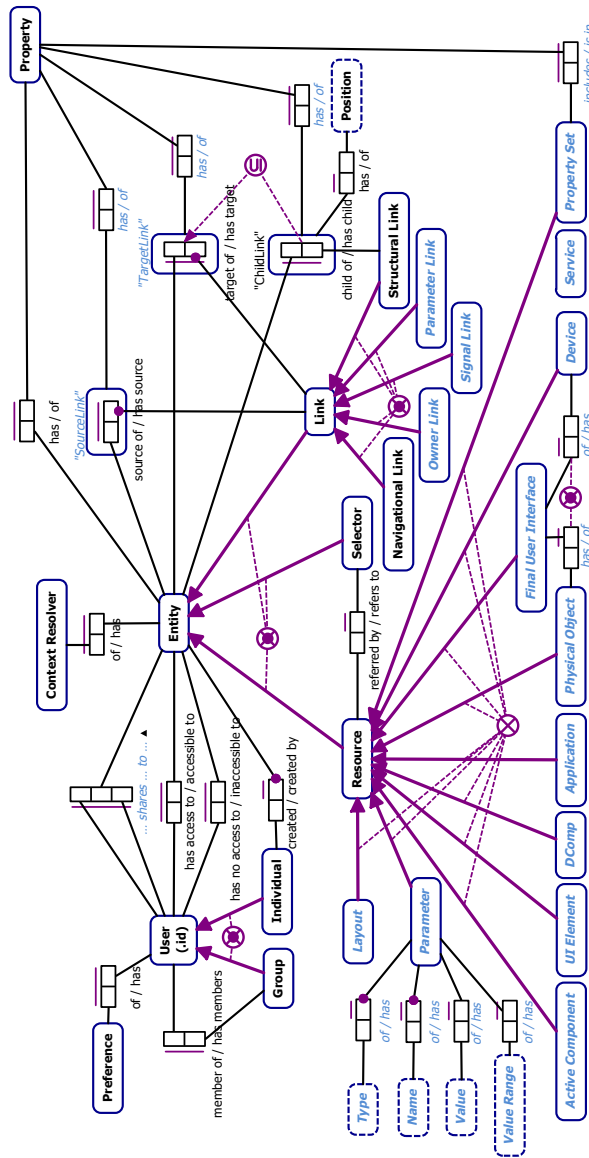 Property
Preference
of / has
Context Resolver
has / of
"SourceLink"
has / of
... shares ... to ... ▲
of / has
source of / has source
"TargetLink"
has / of
User
(.id)
Entity
has access to / accessible to
target of / has target
member of / has members
has no access to / inaccessible to
"ChildLink"
has / of
Group
Individual
created / created by
Link
child of / has child
Position
has / of
Type
of / has
Layout
Resource
Selector
referred by / refers to
Navigational Link
Structural Link
Name
of / has
Parameter
Owner Link
Parameter Link
Value
of / has
Signal Link
Value Range
of / has
Final User Interface
has / of
of / has
Active Component
UI Element
DComp
Application
Physical Object
Device
Service
Property Set
includes / is in